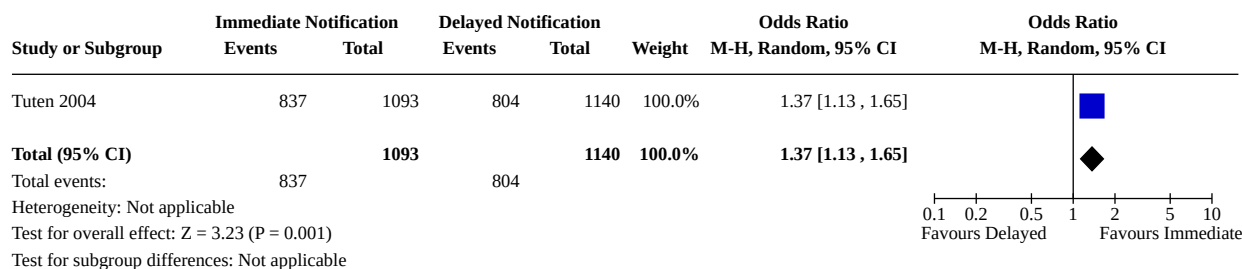 Immediate Notification Delayed Notification Odds Ratio Odds Ratio
Study or Subgroup Events Total Events Total Weight M-H, Random, 95% CI M-H, Random, 95% CI
Tuten 2004 837 1093 804 1140 100.0% 1.37 [1.13 , 1.65]
Total (95% CI) 1093 1140 100.0% 1.37 [1.13 , 1.65]
Total events: 837 804
Heterogeneity: Not applicable
Test for overall effect: Z = 3.23 (P = 0.001)
Test for subgroup differences: Not applicable
0.1 0.2 0.5 1 2 5 10
Favours Delayed Favours Immediate